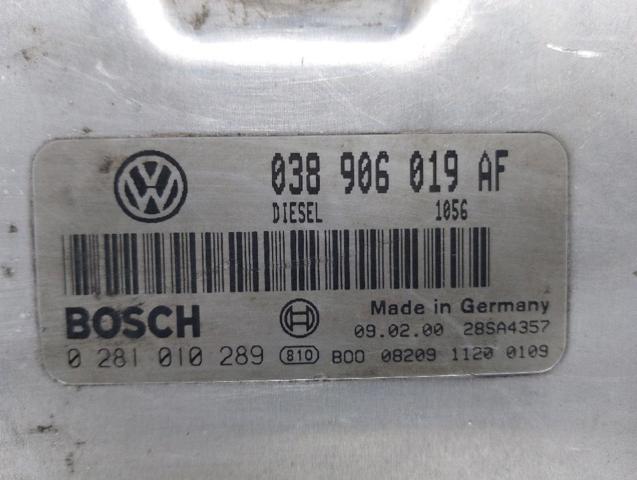 038 906 019 AF
DIESEL 1056
BOSCH Made in Germany
09.02.00 28SA4357
0 281 010 289 810 B00 08209 1120 0109